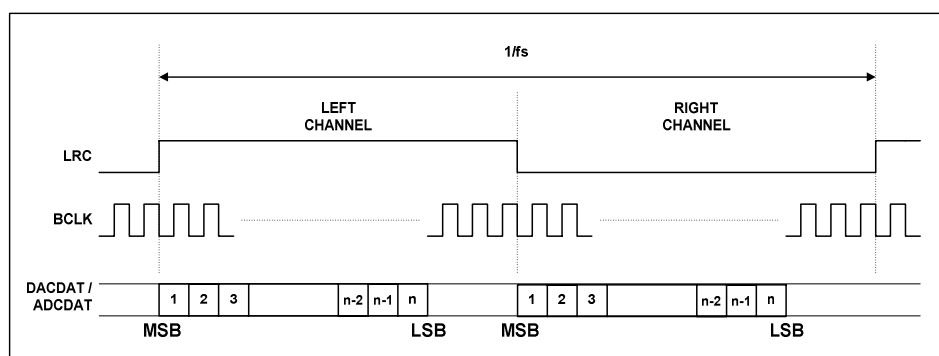 1/fs
LEFT
CHANNEL
RIGHT
CHANNEL
LRC
BCLK
DACDAT /
ADCDAT
1 2 3 n-2 n-1 n 1 2 3 n-2 n-1 n
MSB LSB MSB LSB